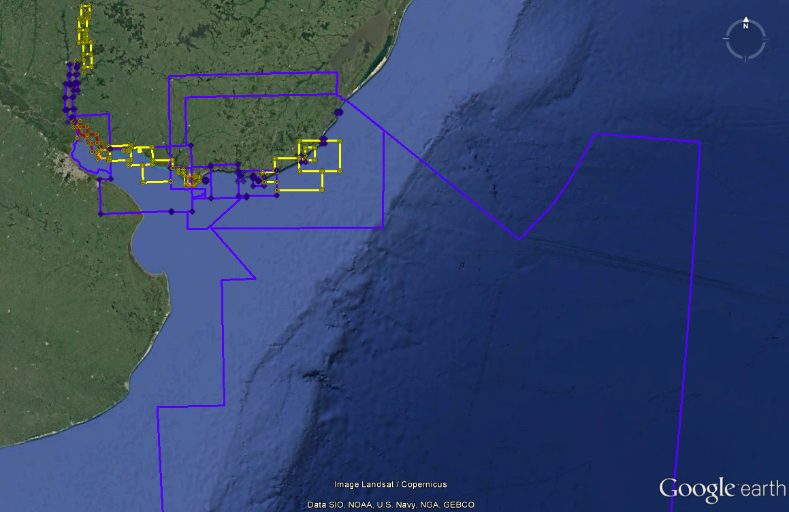 N
Image Landsat / Copernicus
Data SIO, NOAA, U.S. Navy, NGA, GEBCO
Google earth